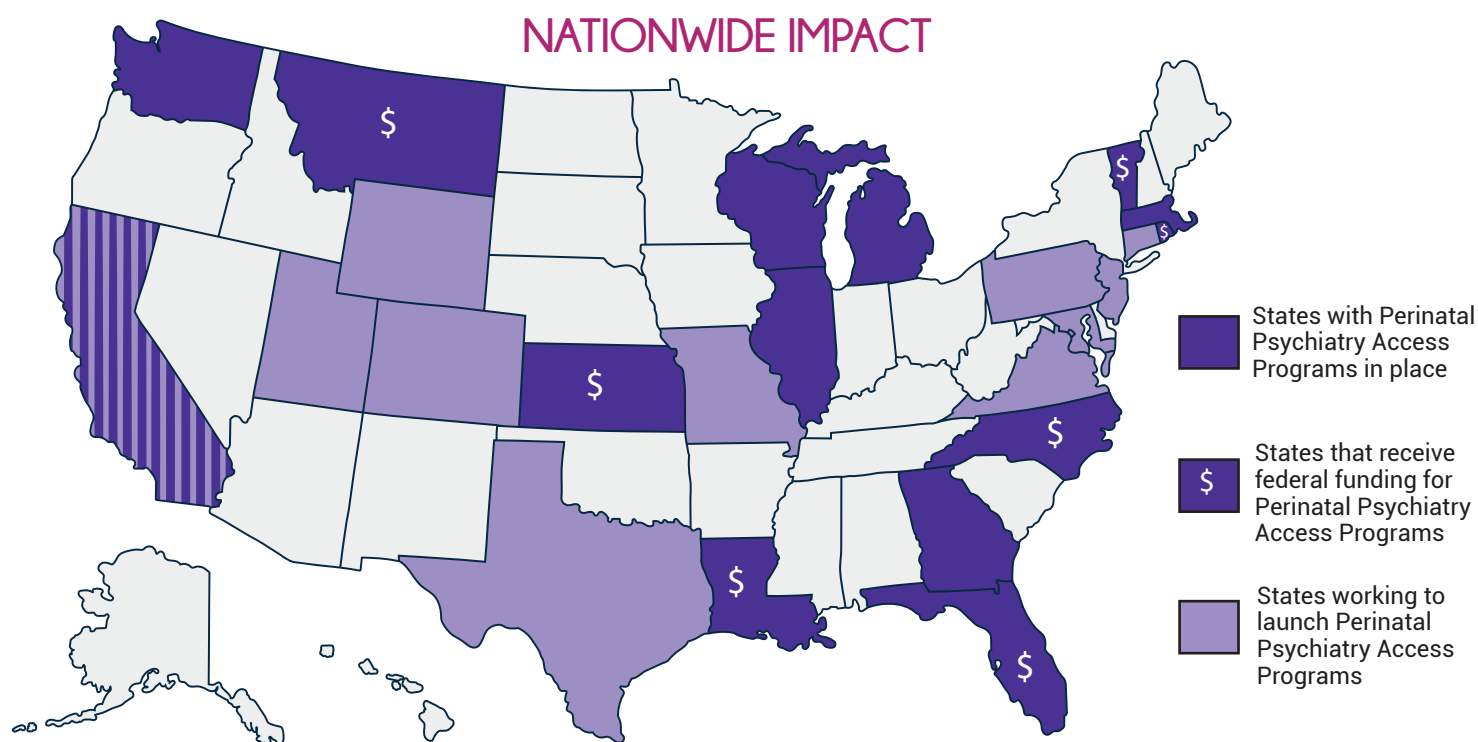 NATIONWIDE IMPACT
$
$
$
$
$
$
$
States with Perinatal
Psychiatry Access
Programs in place
$
States that receive
federal funding for
Perinatal Psychiatry
Access Programs
States working to
launch Perinatal
Psychiatry Access
Programs